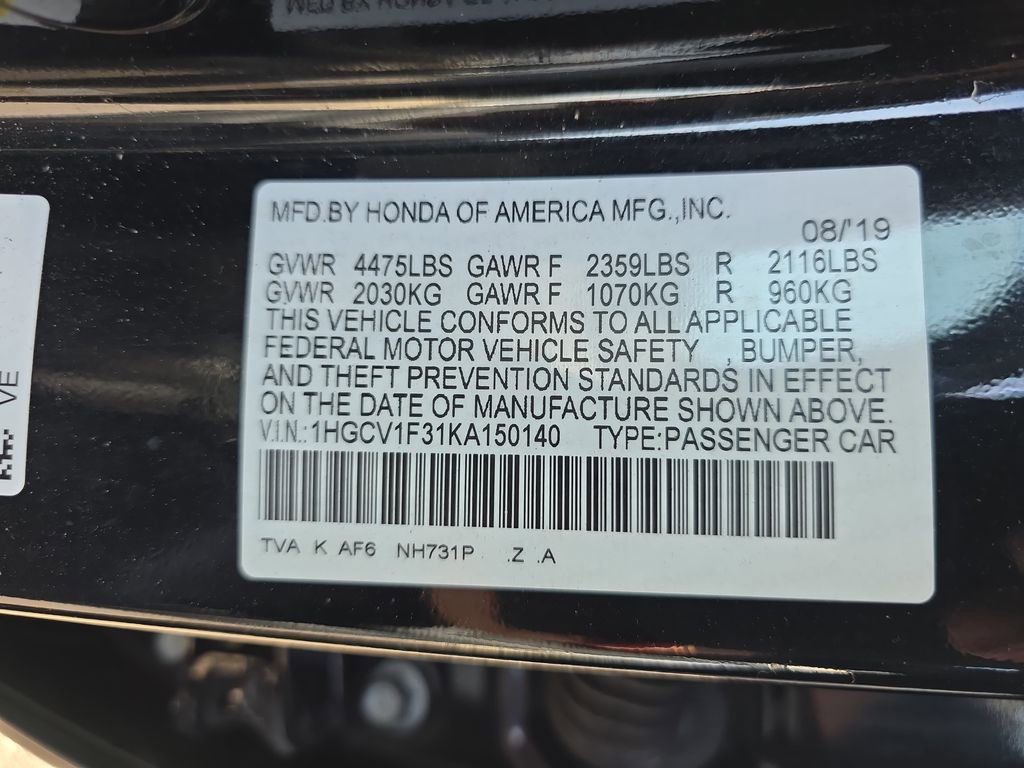 MFD.BY HONDA OF AMERICA MFG.,INC.
08/'19
GVWR 4475LBS GAWR F 2359LBS R 2116LBS
GVWR 2030KG GAWR F 1070KG R 960KG
THIS VEHICLE CONFORMS TO ALL APPLICABLE
FEDERAL MOTOR VEHICLE SAFETY , BUMPER,
AND THEFT PREVENTION STANDARDS IN EFFECT
ON THE DATE OF MANUFACTURE SHOWN ABOVE.
V.I.N.:1HGCV1F31KA150140 TYPE:PASSENGER CAR
TVA K AF6 NH731P .Z .A
VE